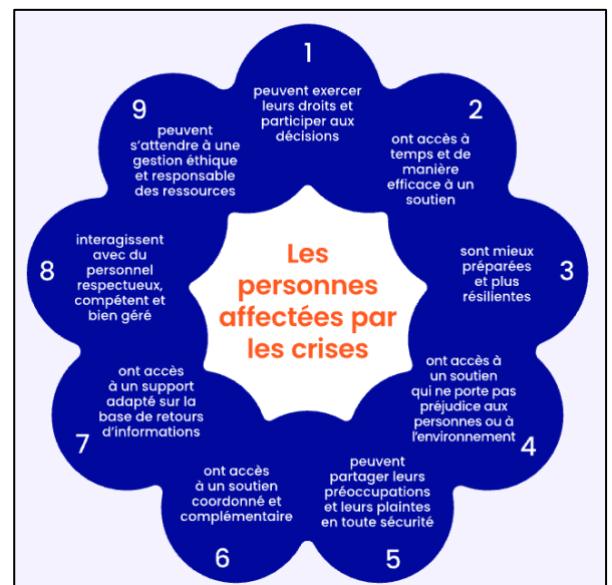 Les
personnes
affectées par
les crises
1
peuvent exercer
leurs droits et
participer aux
décisions
2
ont accès à
temps et de
manière
efficace à un
soutien
3
sont mieux
préparées
et plus
résilientes
4
ont accès à
un soutien
qui ne porte pas
préjudice aux
personnes ou à
l'environnement
5
peuvent
partager leurs
préoccupations
et leurs plaintes
en toute sécurité
6
ont accès
à un soutien
coordonné et
complémentaire
7
ont accès
à un support
adapté sur la
base de retours
d'informations
8
interagissent
avec du
personnel
respectueux,
compétent et
bien géré
9
peuvent
s'attendre à une
gestion éthique
et responsable
des ressources